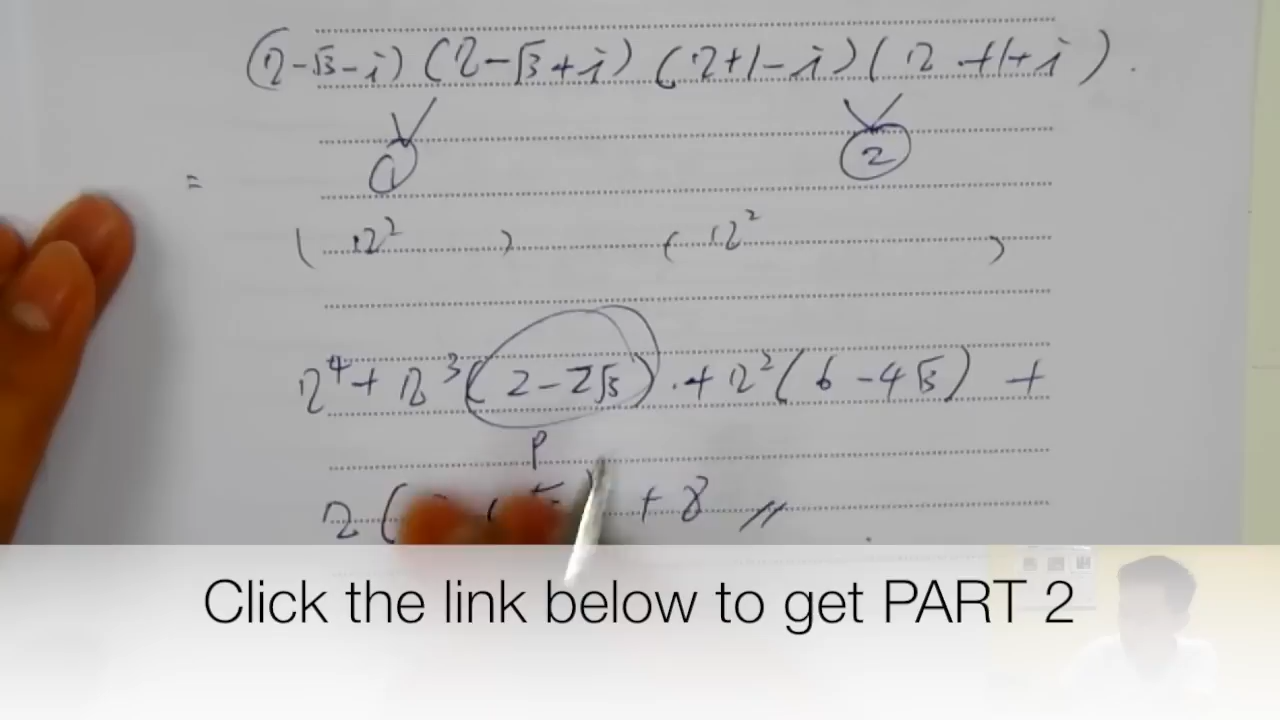 (z-√3-i) (z-√3+i) (z+1-i) (z+1+i).
① ②
=
( z² ) ( z² )
z⁴ + z³ (2-2√3) + z² (6-4√3) +
P
z ( + 8 //
Click the link below to get PART 2